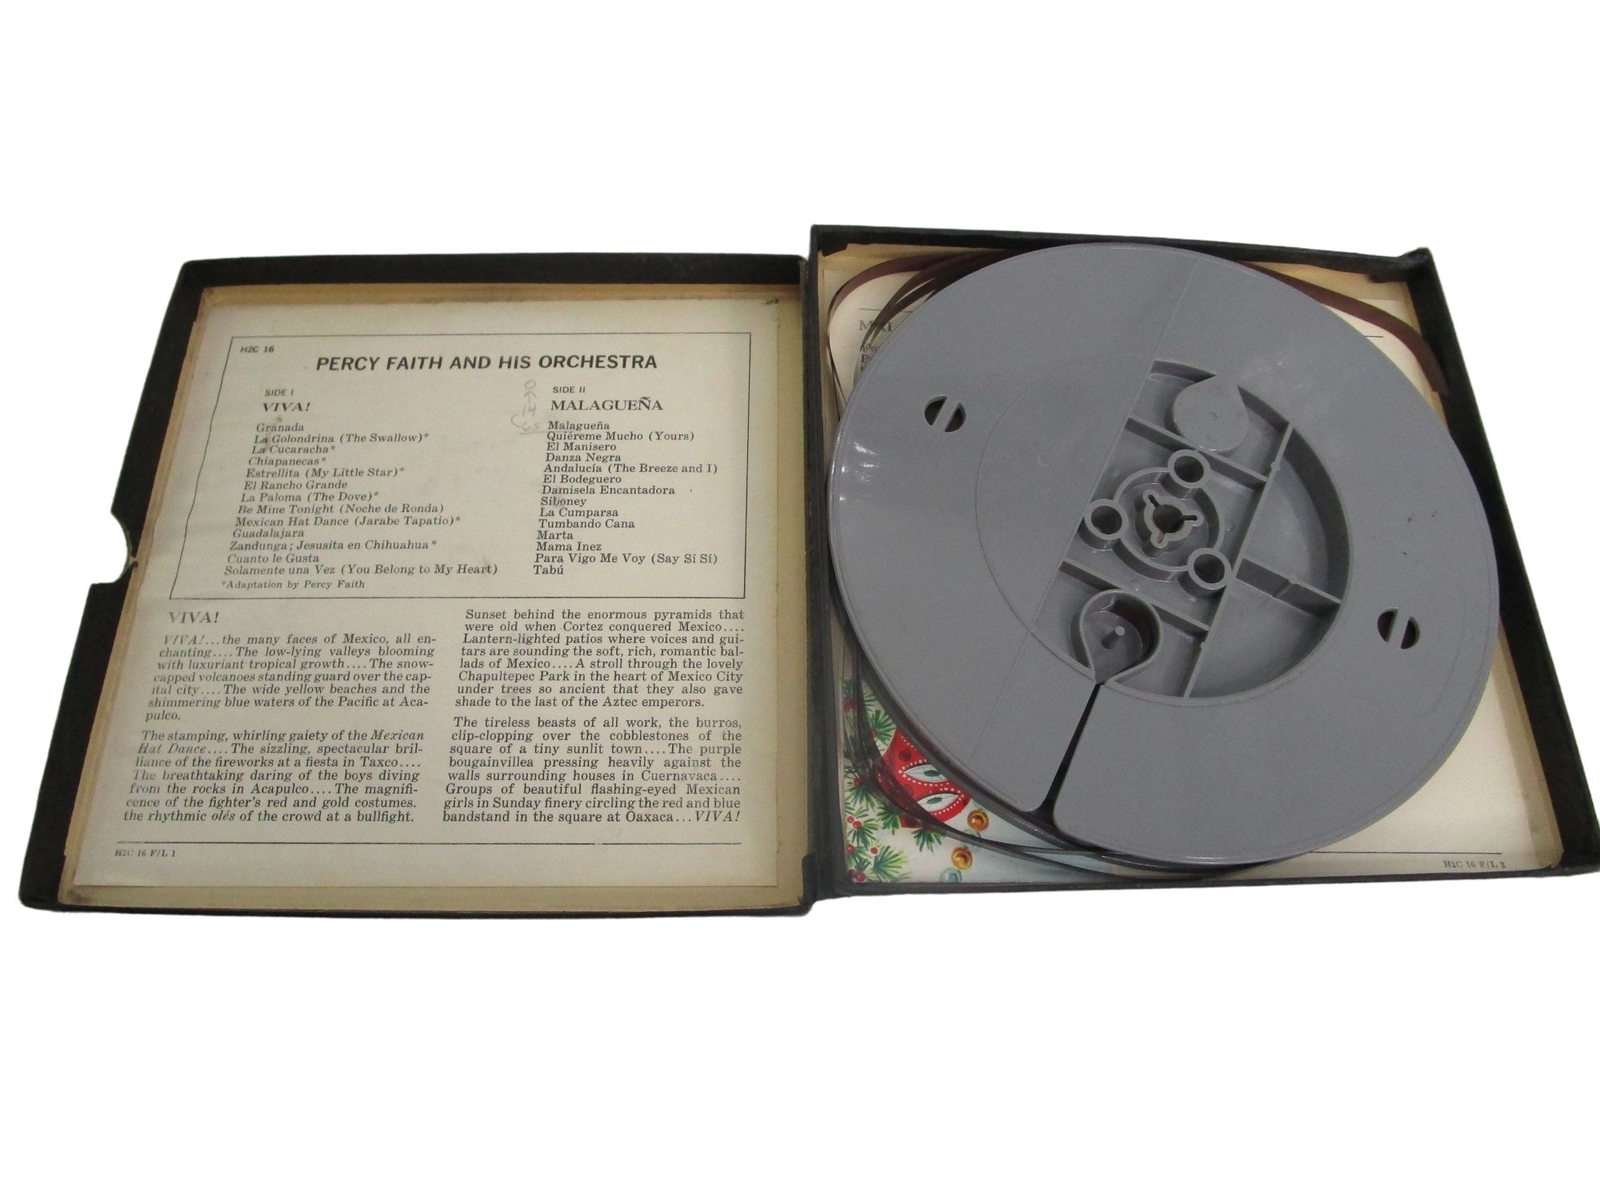 H2C 16
PERCY FAITH AND HIS ORCHESTRA
SIDE I
VIVA!
Granada
La Golondrina (The Swallow)*
La Cucaracha*
Chiapanecas*
Estrellita (My Little Star)*
El Rancho Grande
La Paloma (The Dove)*
Be Mine Tonight (Noche de Ronda)
Mexican Hat Dance (Jarabe Tapatio)*
Guadalajara
Zandunga; Jesusita en Chihuahua*
Cuanto le Gusta
Solamente una Vez (You Belong to My Heart)
*Adaptation by Percy Faith
0
14
65
SIDE II
MALAGUEÑA
Malagueña
Quiéreme Mucho (Yours)
El Manisero
Danza Negra
Andalucía (The Breeze and I)
El Bodeguero
Damisela Encantadora
Siboney
La Cumparsa
Tumbando Cana
Marta
Mama Inez
Para Vigo Me Voy (Say Sí Sí)
Tabú
VIVA!
VIVA!...the many faces of Mexico, all en-
chanting....The low-lying valleys blooming
with luxuriant tropical growth....The snow-
capped volcanoes standing guard over the cap-
ital city....The wide yellow beaches and the
shimmering blue waters of the Pacific at Aca-
pulco.
The stamping, whirling gaiety of the Mexican
Hat Dance....The sizzling, spectacular bril-
liance of the fireworks at a fiesta in Taxco....
The breathtaking daring of the boys diving
from the rocks in Acapulco....The magnifi-
cence of the fighter's red and gold costumes.
the rhythmic olés of the crowd at a bullfight.
Sunset behind the enormous pyramids that
were old when Cortez conquered Mexico....
Lantern-lighted patios where voices and gui-
tars are sounding the soft, rich, romantic bal-
lads of Mexico....A stroll through the lovely
Chapultepec Park in the heart of Mexico City
under trees so ancient that they also gave
shade to the last of the Aztec emperors.
The tireless beasts of all work, the burros,
clip-clopping over the cobblestones of the
square of a tiny sunlit town....The purple
bougainvillea pressing heavily against the
walls surrounding houses in Cuernavaca....
Groups of beautiful flashing-eyed Mexican
girls in Sunday finery circling the red and blue
bandstand in the square at Oaxaca...VIVA!
H2C 16 F/L 1
H2C 16 F/L 2